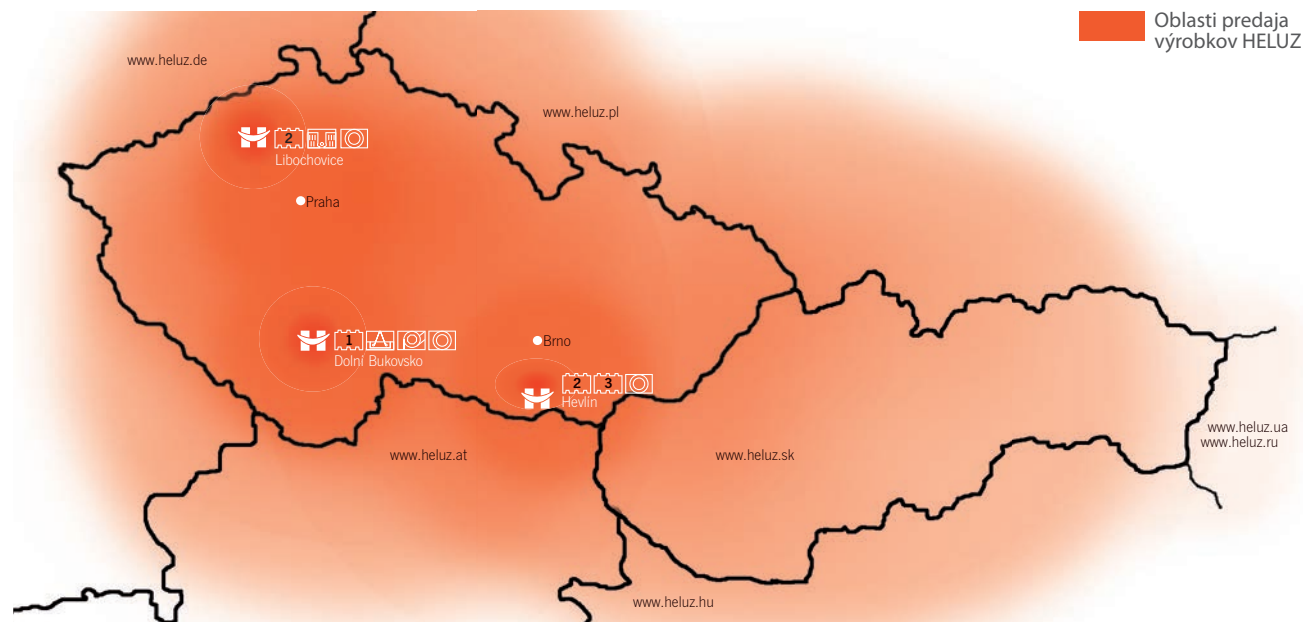 Oblasti predaja
výrobkov HELUZ
www.heluz.de
www.heluz.pl
2
Libochovice
Praha
1
Dolní Bukovsko
Brno
2 3
Hevlín
www.heluz.at
www.heluz.sk
www.heluz.ua
www.heluz.ru
www.heluz.hu